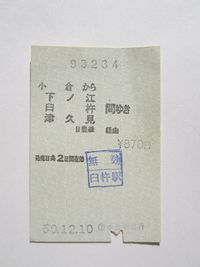 93234
小倉から
下ノ江
臼杵 間ゆき
津久見
日豊線 経由
¥870円
発売日共2日間有効
無効
臼杵駅
50.12.10